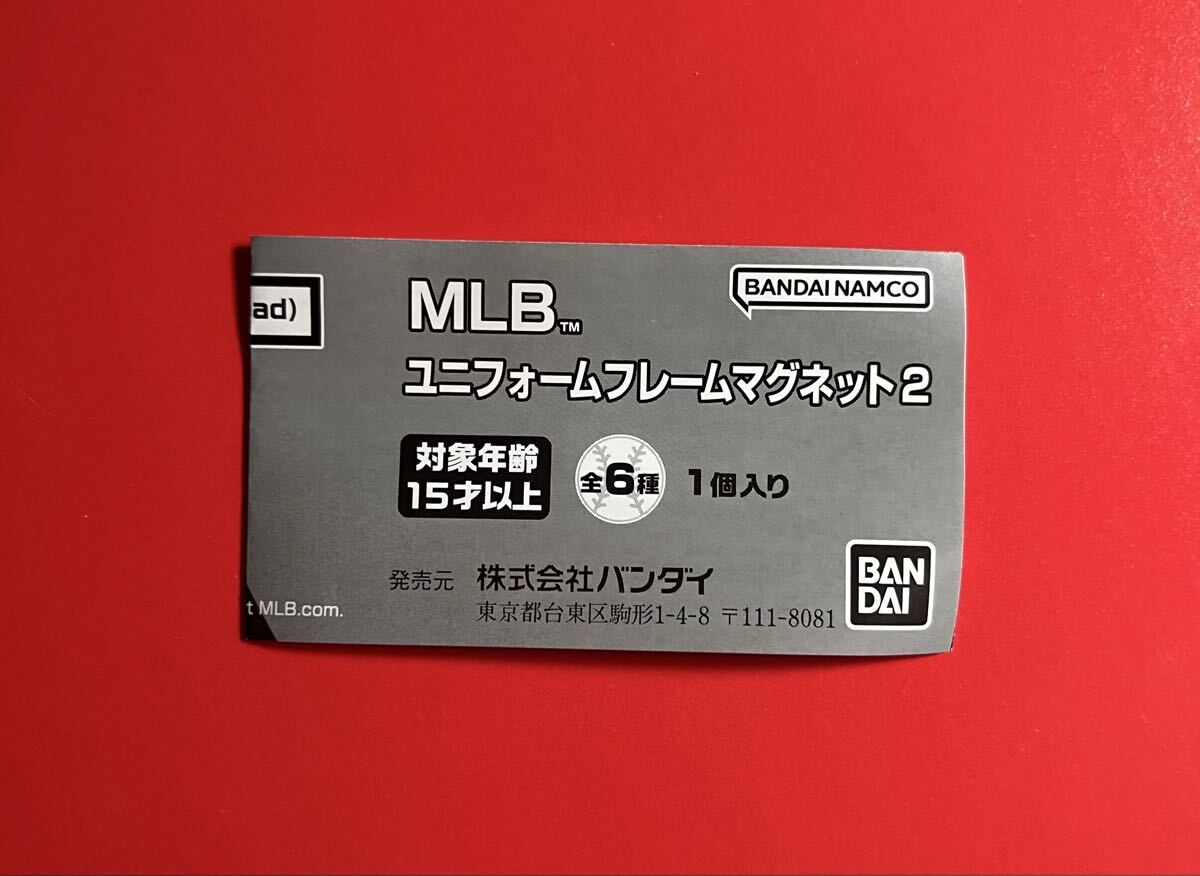 ad)
MLB™
BANDAI NAMCO
ユニフォームフレームマグネット2
対象年齢
15才以上
全6種
1個入り
発売元 株式会社バンダイ
東京都台東区駒形1-4-8 〒111-8081
BAN
DAI
t MLB.com.